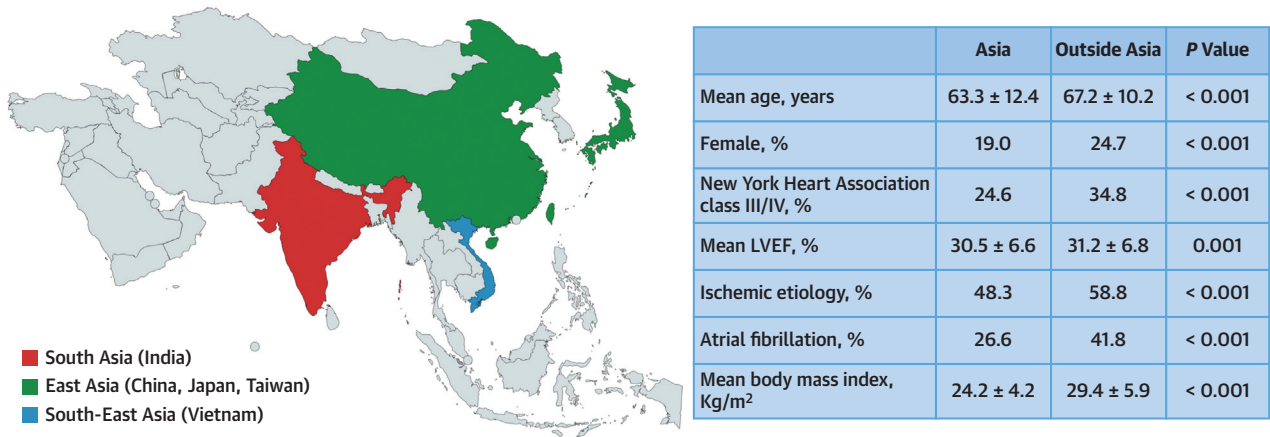 South Asia (India)
East Asia (China, Japan, Taiwan)
South-East Asia (Vietnam)
Asia Outside Asia P Value
Mean age, years 63.3 ± 12.4 67.2 ± 10.2 < 0.001
Female, % 19.0 24.7 < 0.001
New York Heart Association
class III/IV, % 24.6 34.8 < 0.001
Mean LVEF, % 30.5 ± 6.6 31.2 ± 6.8 0.001
Ischemic etiology, % 48.3 58.8 < 0.001
Atrial fibrillation, % 26.6 41.8 < 0.001
Mean body mass index,
Kg/m² 24.2 ± 4.2 29.4 ± 5.9 < 0.001